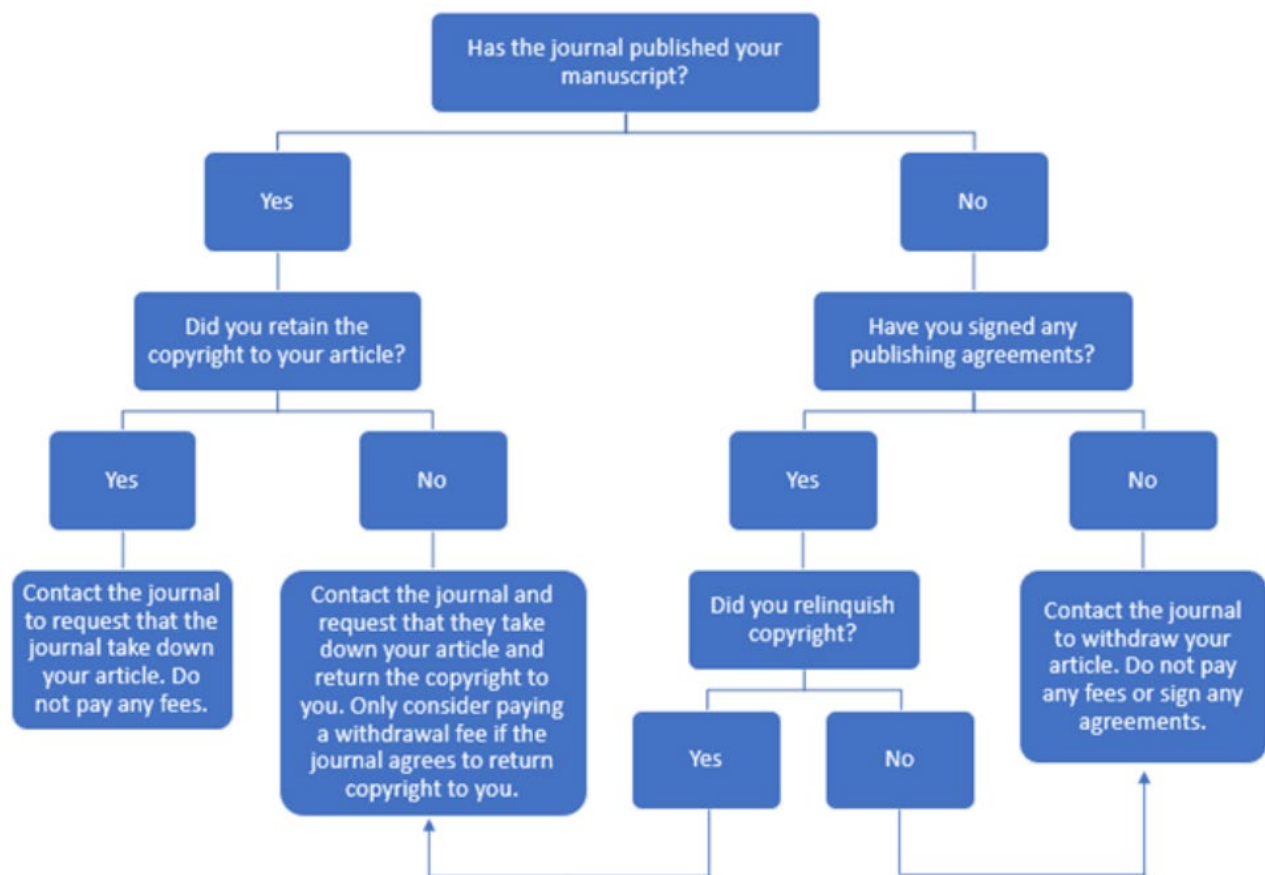 Has the journal published your
manuscript?
Yes
No
Did you retain the
copyright to your article?
Have you signed any
publishing agreements?
Yes
No
Yes
No
Contact the journal
to request that the
journal take down
your article. Do
not pay any fees.
Contact the journal and
request that they take
down your article and
return the copyright to
you. Only consider paying
a withdrawal fee if the
journal agrees to return
copyright to you.
Did you relinquish
copyright?
Contact the journal
to withdraw your
article. Do not pay
any fees or sign any
agreements.
Yes
No